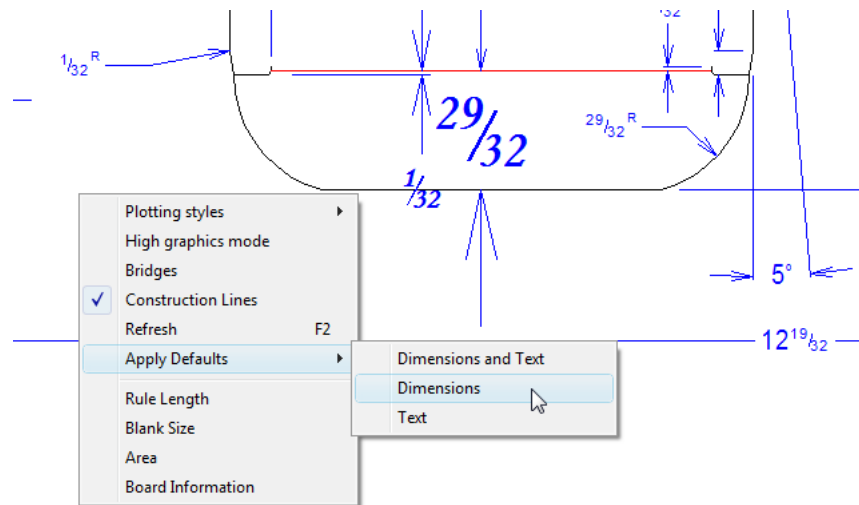 /32
1/32 R
29/32
29/32 R
1/32
Plotting styles
High graphics mode
Bridges
5°
Construction Lines
Refresh F2
12 19/32
Apply Defaults
Dimensions and Text
Dimensions
Text
Rule Length
Blank Size
Area
Board Information